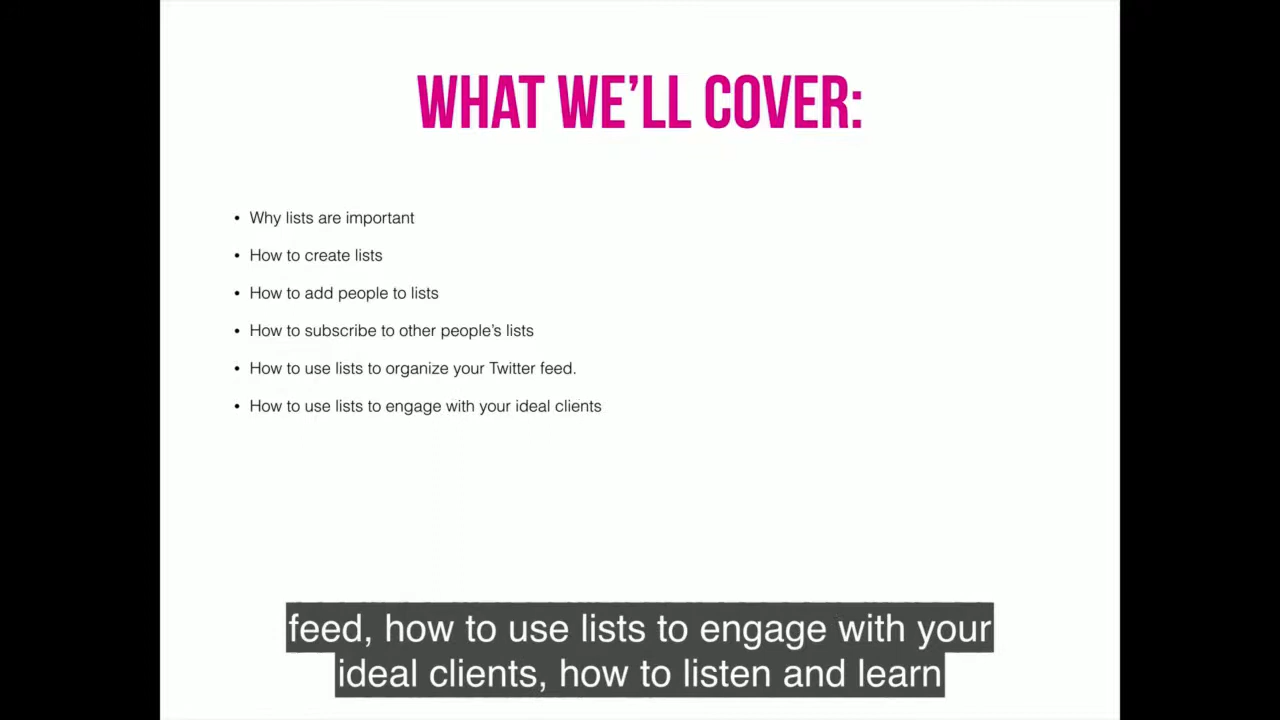 WHAT WE'LL COVER:
• Why lists are important
• How to create lists
• How to add people to lists
• How to subscribe to other people's lists
• How to use lists to organize your Twitter feed.
• How to use lists to engage with your ideal clients
feed, how to use lists to engage with your
ideal clients, how to listen and learn